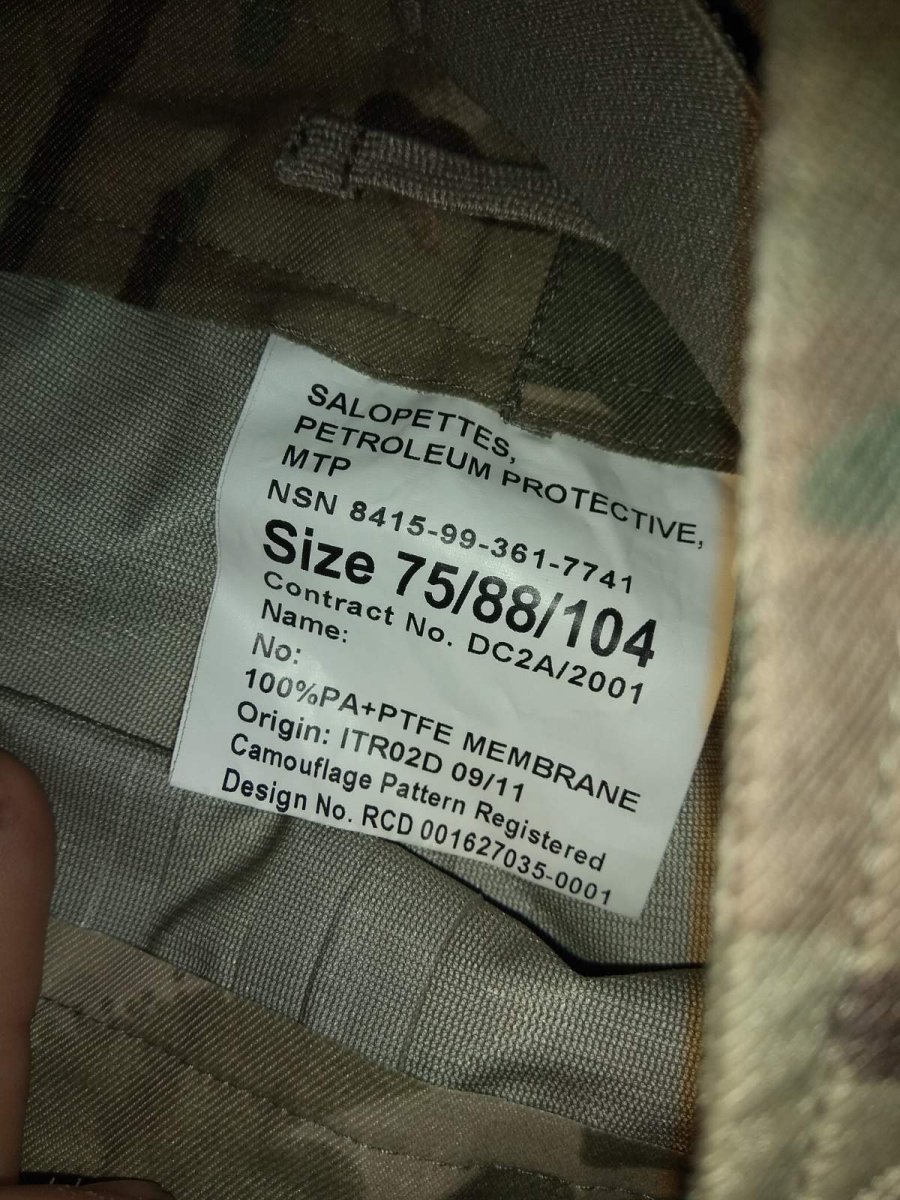 SALOPETTES,
PETROLEUM PROTECTIVE,
MTP
NSN 8415-99-361-7741
Size 75/88/104
Contract No. DC2A/2001
Name:
No:
100%PA+PTFE MEMBRANE
Origin: ITR02D 09/11
Camouflage Pattern Registered
Design No. RCD 001627035-0001